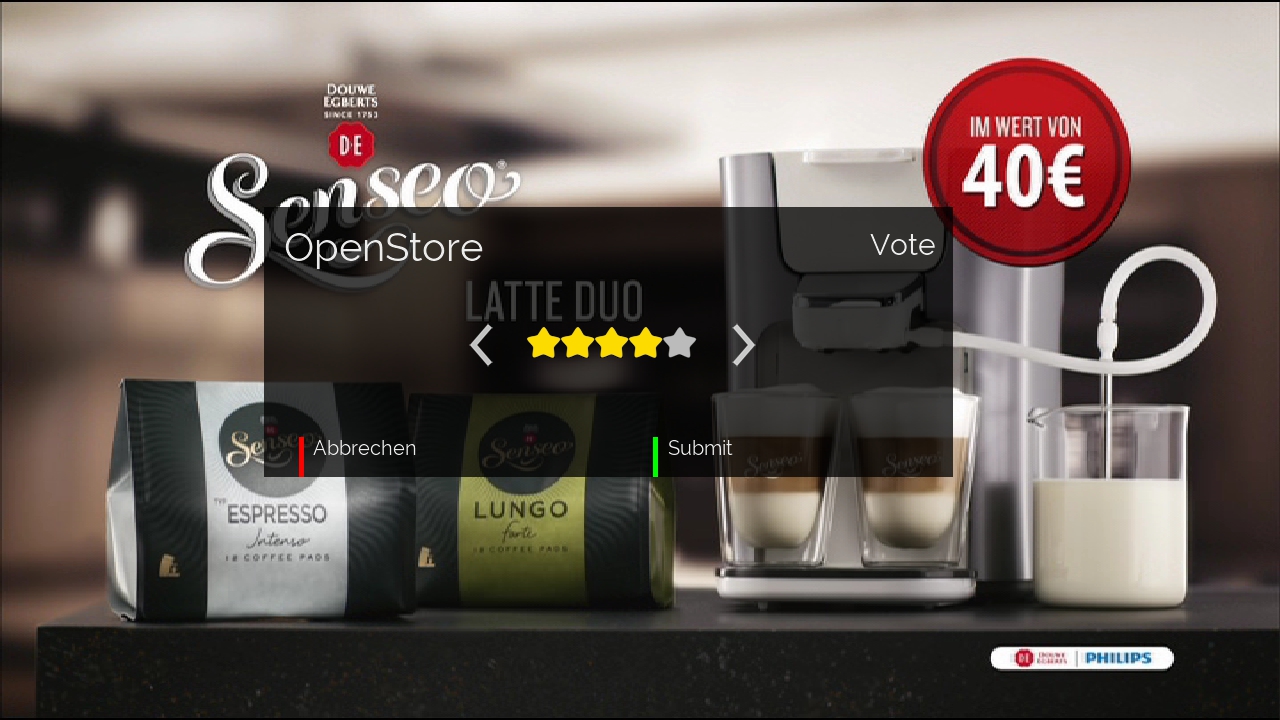 DOUWE
EGBERTS
SINCE 1753
D·E
Senseo®
IM WERT VON
40€
OpenStore
Vote
LATTE DUO
Abbrechen
Submit
Senseo
Senseo
Senseo
Senseo
ESPRESSO
Intenso
18 COFFEE PADS
LUNGO
forte
18 COFFEE PADS
DE DOUWE
EGBERTS
PHILIPS